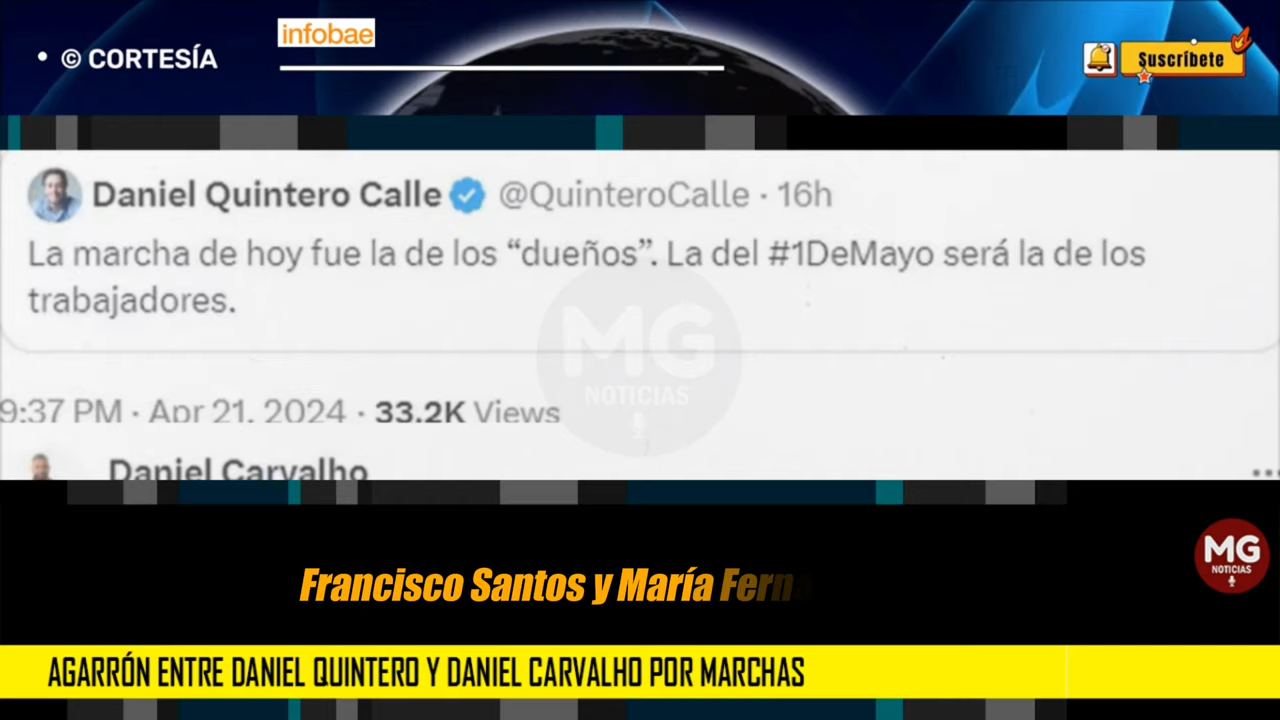 infobae
• © CORTESÍA
Suscríbete
Daniel Quintero Calle @QuinteroCalle · 16h
La marcha de hoy fue la de los “dueños”. La del #1DeMayo será la de los
trabajadores.
MG
NOTICIAS
9:37 PM · Apr 21, 2024 · 33.2K Views
Daniel Carvalho
Francisco Santos y María
MG
NOTICIAS
AGARRÓN ENTRE DANIEL QUINTERO Y DANIEL CARVALHO POR MARCHAS